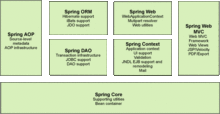 Spring AOP
Source-level
metadata
AOP infrastructure
Spring ORM
Hibernate support
iBatis support
JDO support
Spring DAO
Transaction infrastructure
JDBC support
DAO support
Spring Web
WebApplicationContext
Multipart resolver
Web utilities
Spring Context
Application context
UI support
Validation
JNDI, EJB support and
remodeling
Mail
Spring Web
MVC
Web MVC
Framework
Web Views
JSP/Velocity
PDF/Export
Spring Core
Supporting utilities
Bean container